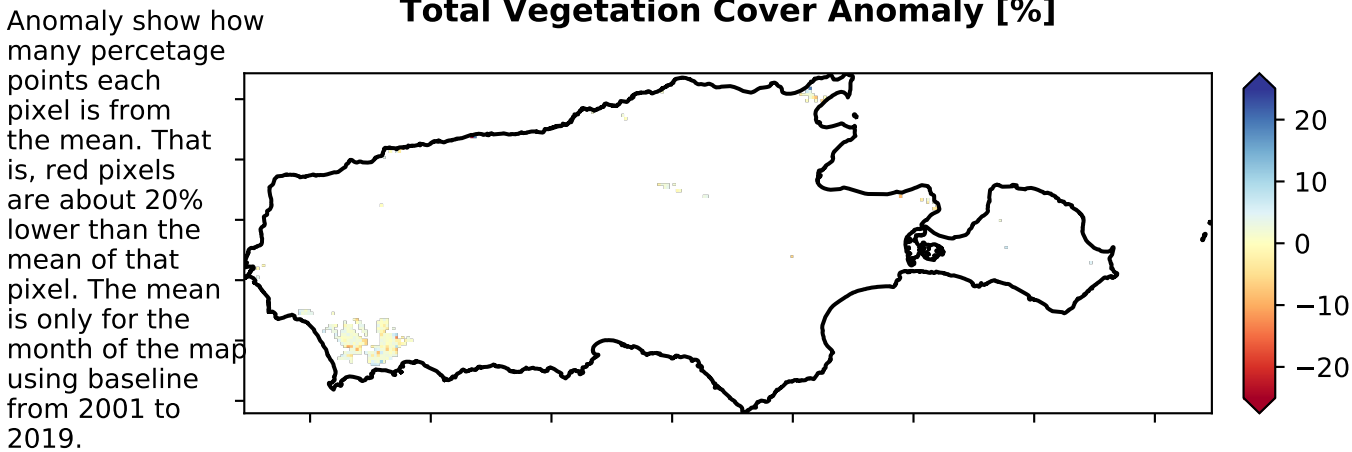 Total Vegetation Cover Anomaly [%]
Anomaly show how
many percetage
points each
pixel is from
the mean. That
is, red pixels
are about 20%
lower than the
mean of that
pixel. The mean
is only for the
month of the map
using baseline
from 2001 to
2019.
20
10
0
−10
−20